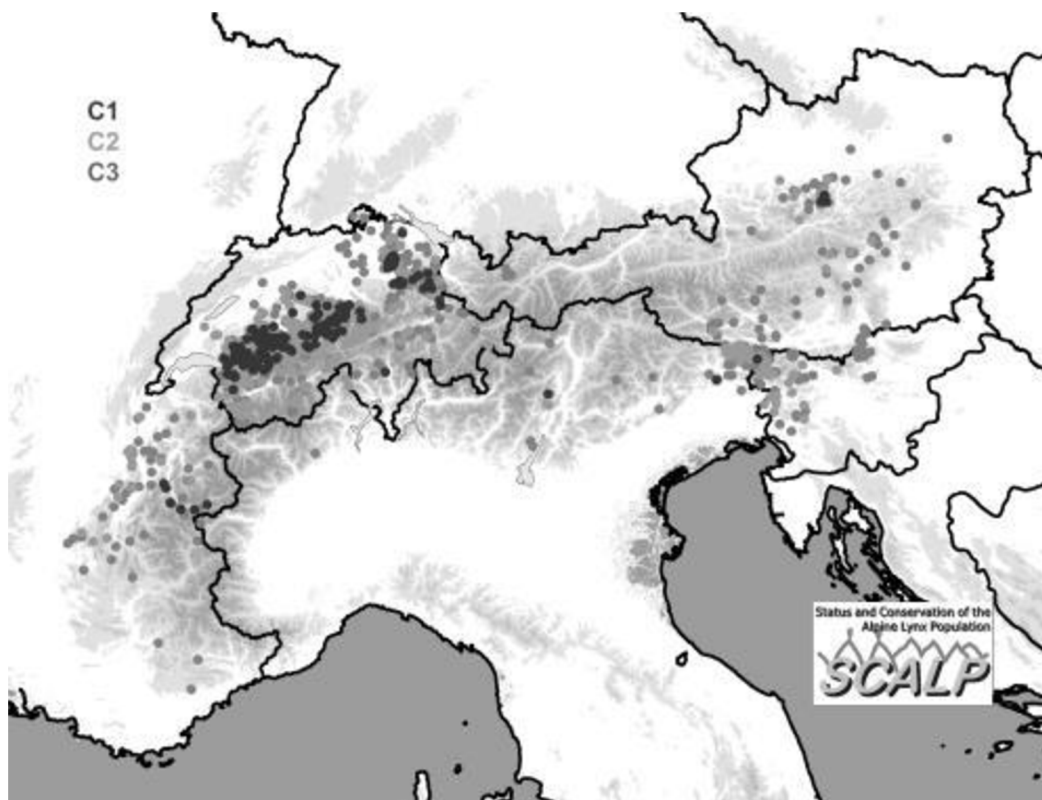 C1
C2
C3
Status and Conservation of the
Alpine Lynx Population
SCALP